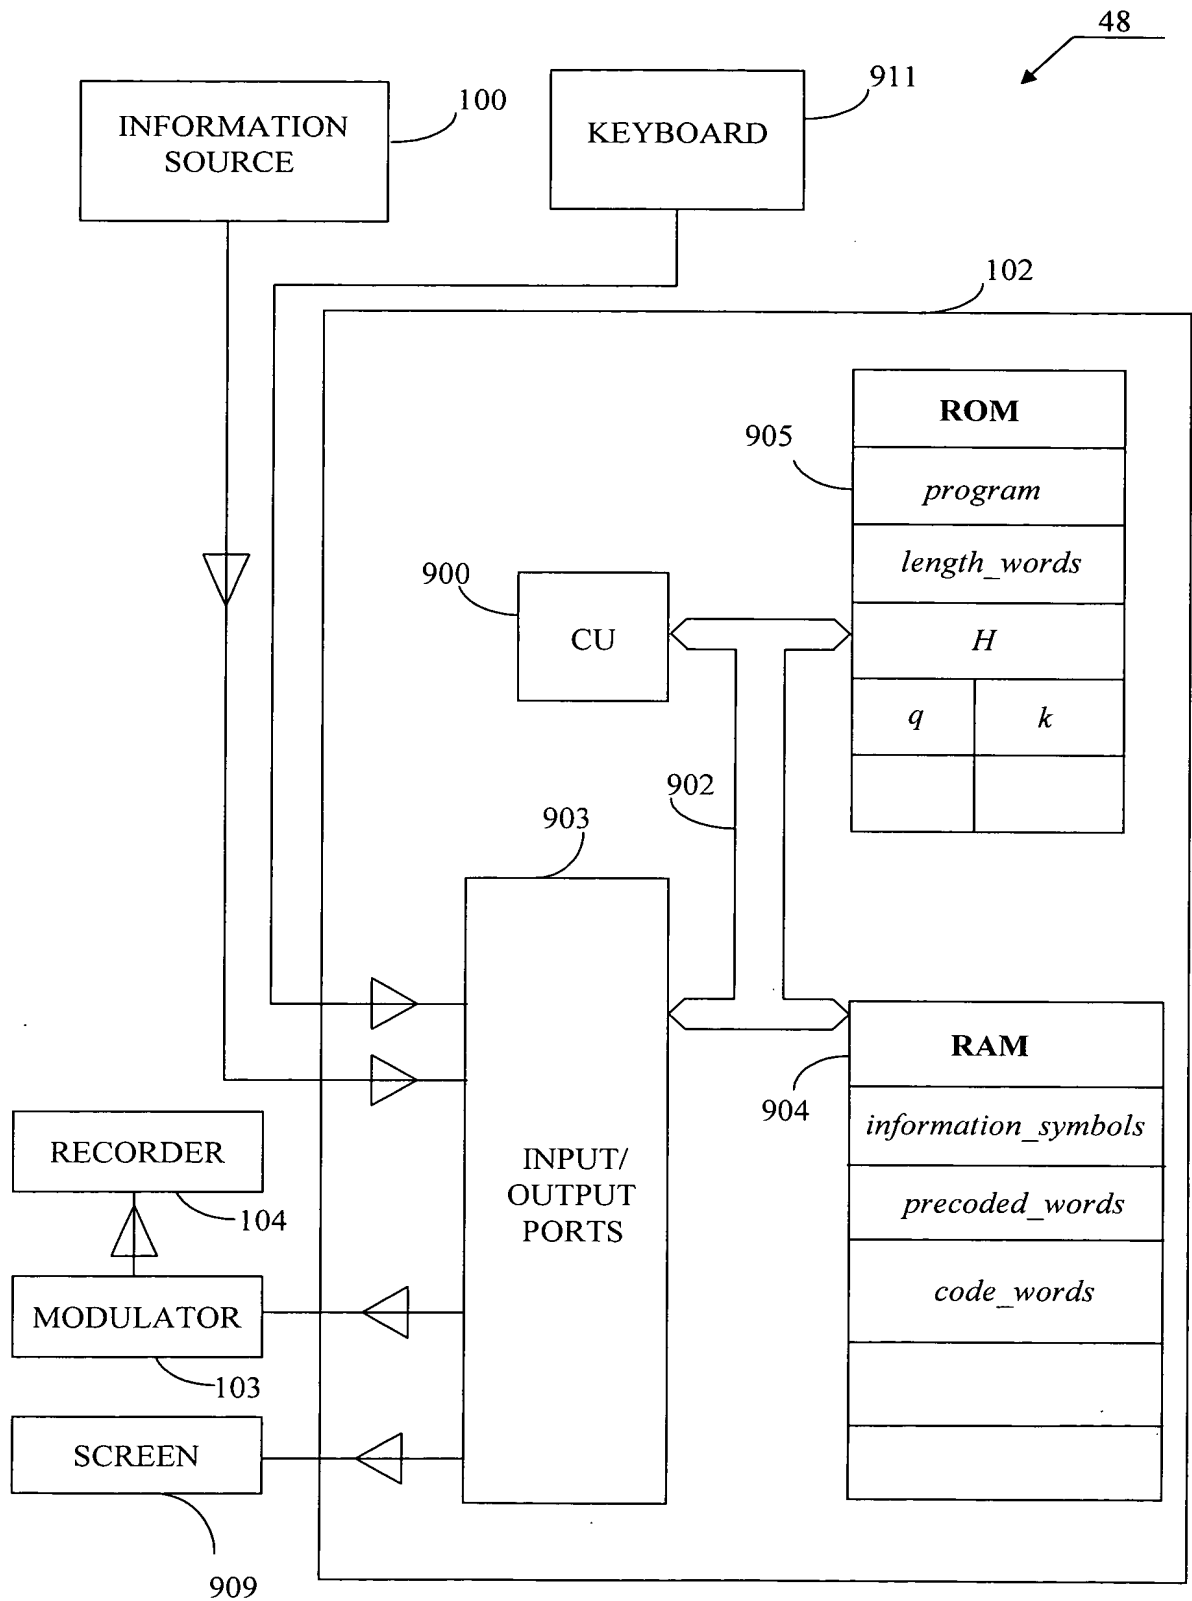 48
INFORMATION
SOURCE
100
KEYBOARD
911
102
ROM
905
program
length_words
H
q
k
900
CU
902
903
INPUT/
OUTPUT
PORTS
RAM
904
information_symbols
precoded_words
code_words
RECORDER
104
MODULATOR
103
SCREEN
909